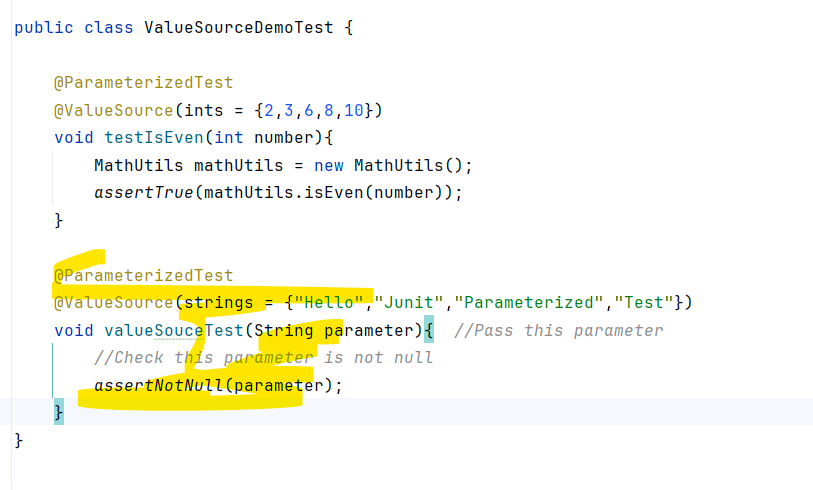 public class ValueSourceDemoTest {
@ParameterizedTest
@ValueSource(ints = {2,3,6,8,10})
void testIsEven(int number){
MathUtils mathUtils = new MathUtils();
assertTrue(mathUtils.isEven(number));
}
@ParameterizedTest
@ValueSource(strings = {"Hello","Junit","Parameterized","Test"})
void valueSouceTest(String parameter){  //Pass this parameter
//Check this parameter is not null
assertNotNull(parameter);
}
}